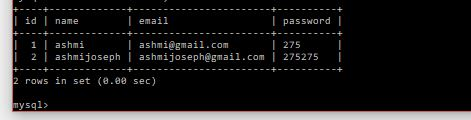 +----+-------------+-----------------------+----------+
| id | name        | email                 | password |
+----+-------------+-----------------------+----------+
|  1 | ashmi       | ashmi@gmail.com       | 275      |
|  2 | ashmijoseph | ashmijoseph@gmail.com | 275275   |
+----+-------------+-----------------------+----------+
2 rows in set (0.00 sec)
mysql>